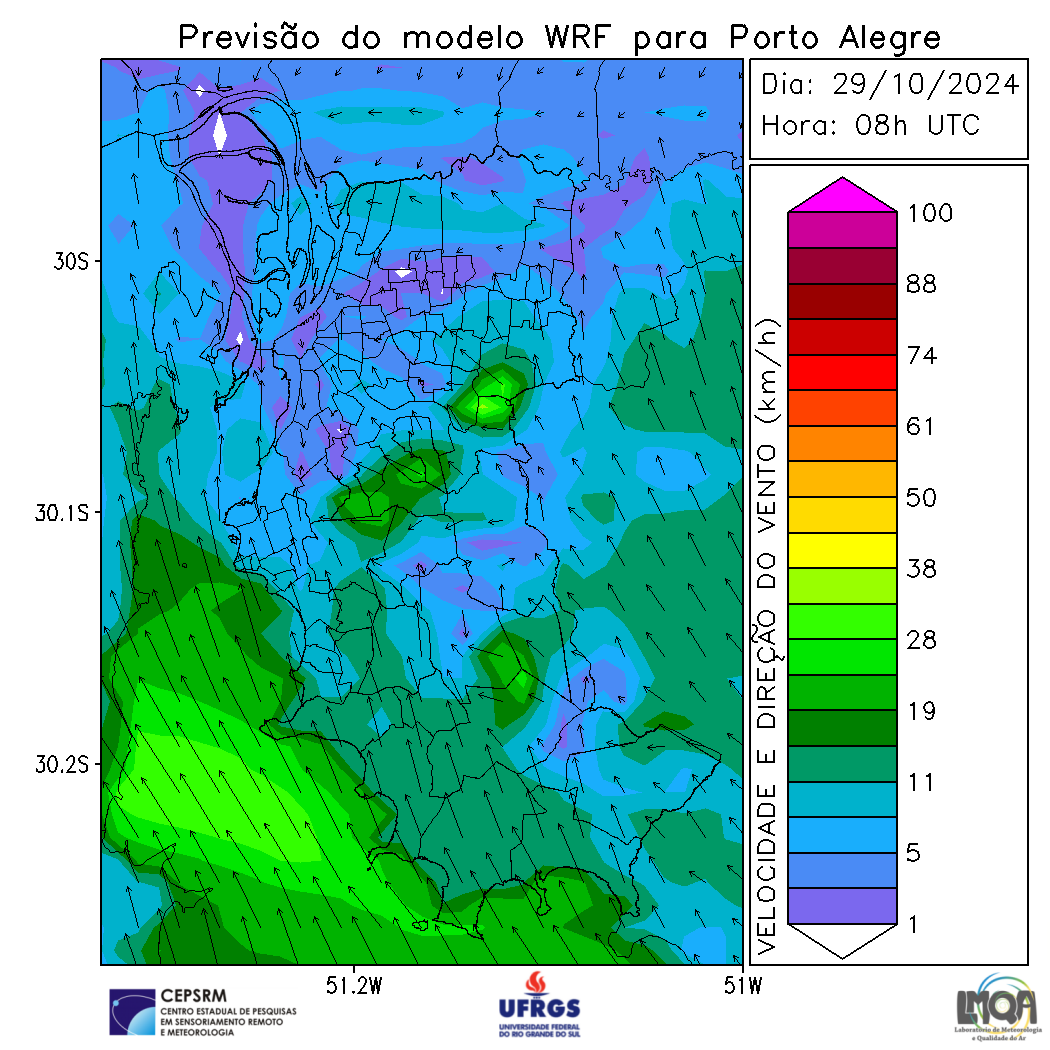 Previsão do modelo WRF para Porto Alegre
Dia: 29/10/2024
Hora: 08h UTC
30S
30.1S
30.2S
51.2W
51W
VELOCIDADE E DIREÇÃO DO VENTO (km/h)
100
88
74
61
50
38
28
19
11
5
1
CEPSRM
CENTRO ESTADUAL DE PESQUISAS
EM SENSORIAMENTO REMOTO
E METEOROLOGIA
UFRGS
UNIVERSIDADE FEDERAL
DO RIO GRANDE DO SUL
LMQA
Laboratório de Meteorologia
e Qualidade do Ar